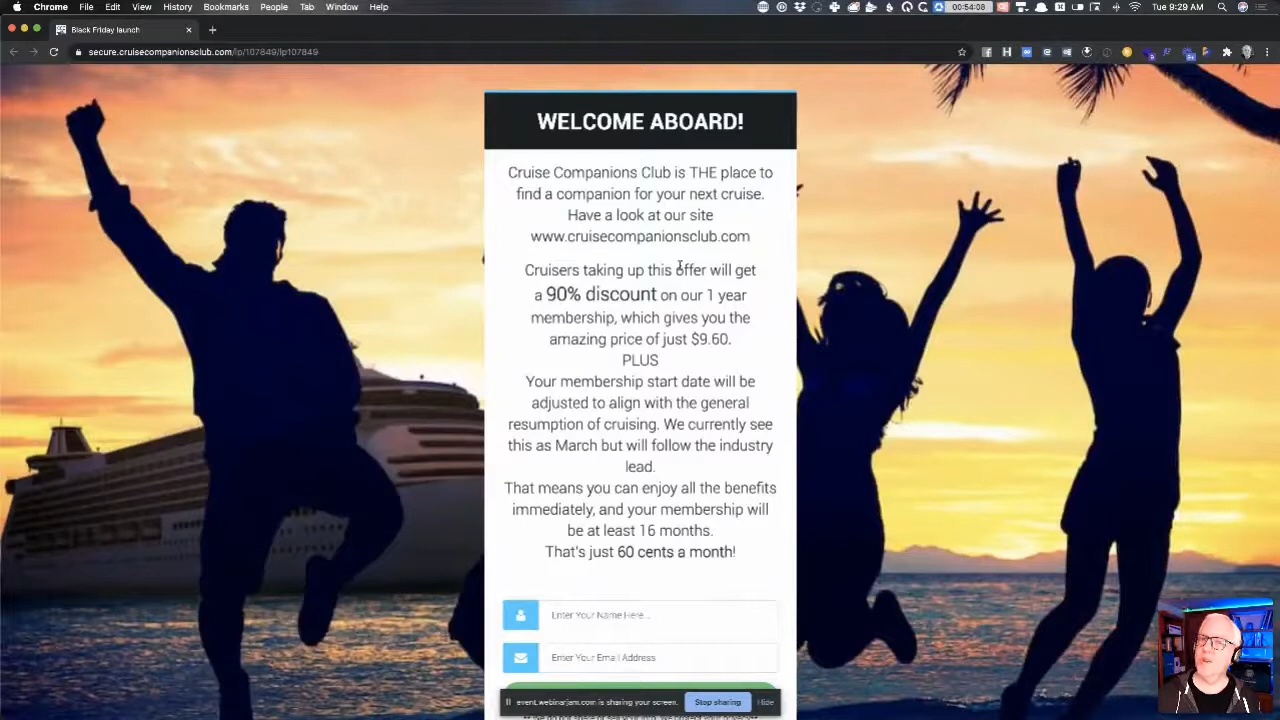 Chrome File Edit View History Bookmarks People Tab Window Help 00:54:08 Tue 9:29 AM
Black Friday launch
secure.cruisecompanionsclub.com/lp/107849/lp107849
WELCOME ABOARD!
Cruise Companions Club is THE place to
find a companion for your next cruise.
Have a look at our site
www.cruisecompanionsclub.com
Cruisers taking up this offer will get
a 90% discount on our 1 year
membership, which gives you the
amazing price of just $9.60.
PLUS
Your membership start date will be
adjusted to align with the general
resumption of cruising. We currently see
this as March but will follow the industry
lead.
That means you can enjoy all the benefits
immediately, and your membership will
be at least 16 months.
That's just 60 cents a month!
Enter Your Name Here...
Enter Your Email Address
event.webinarjam.com is sharing your screen. Stop sharing Hide